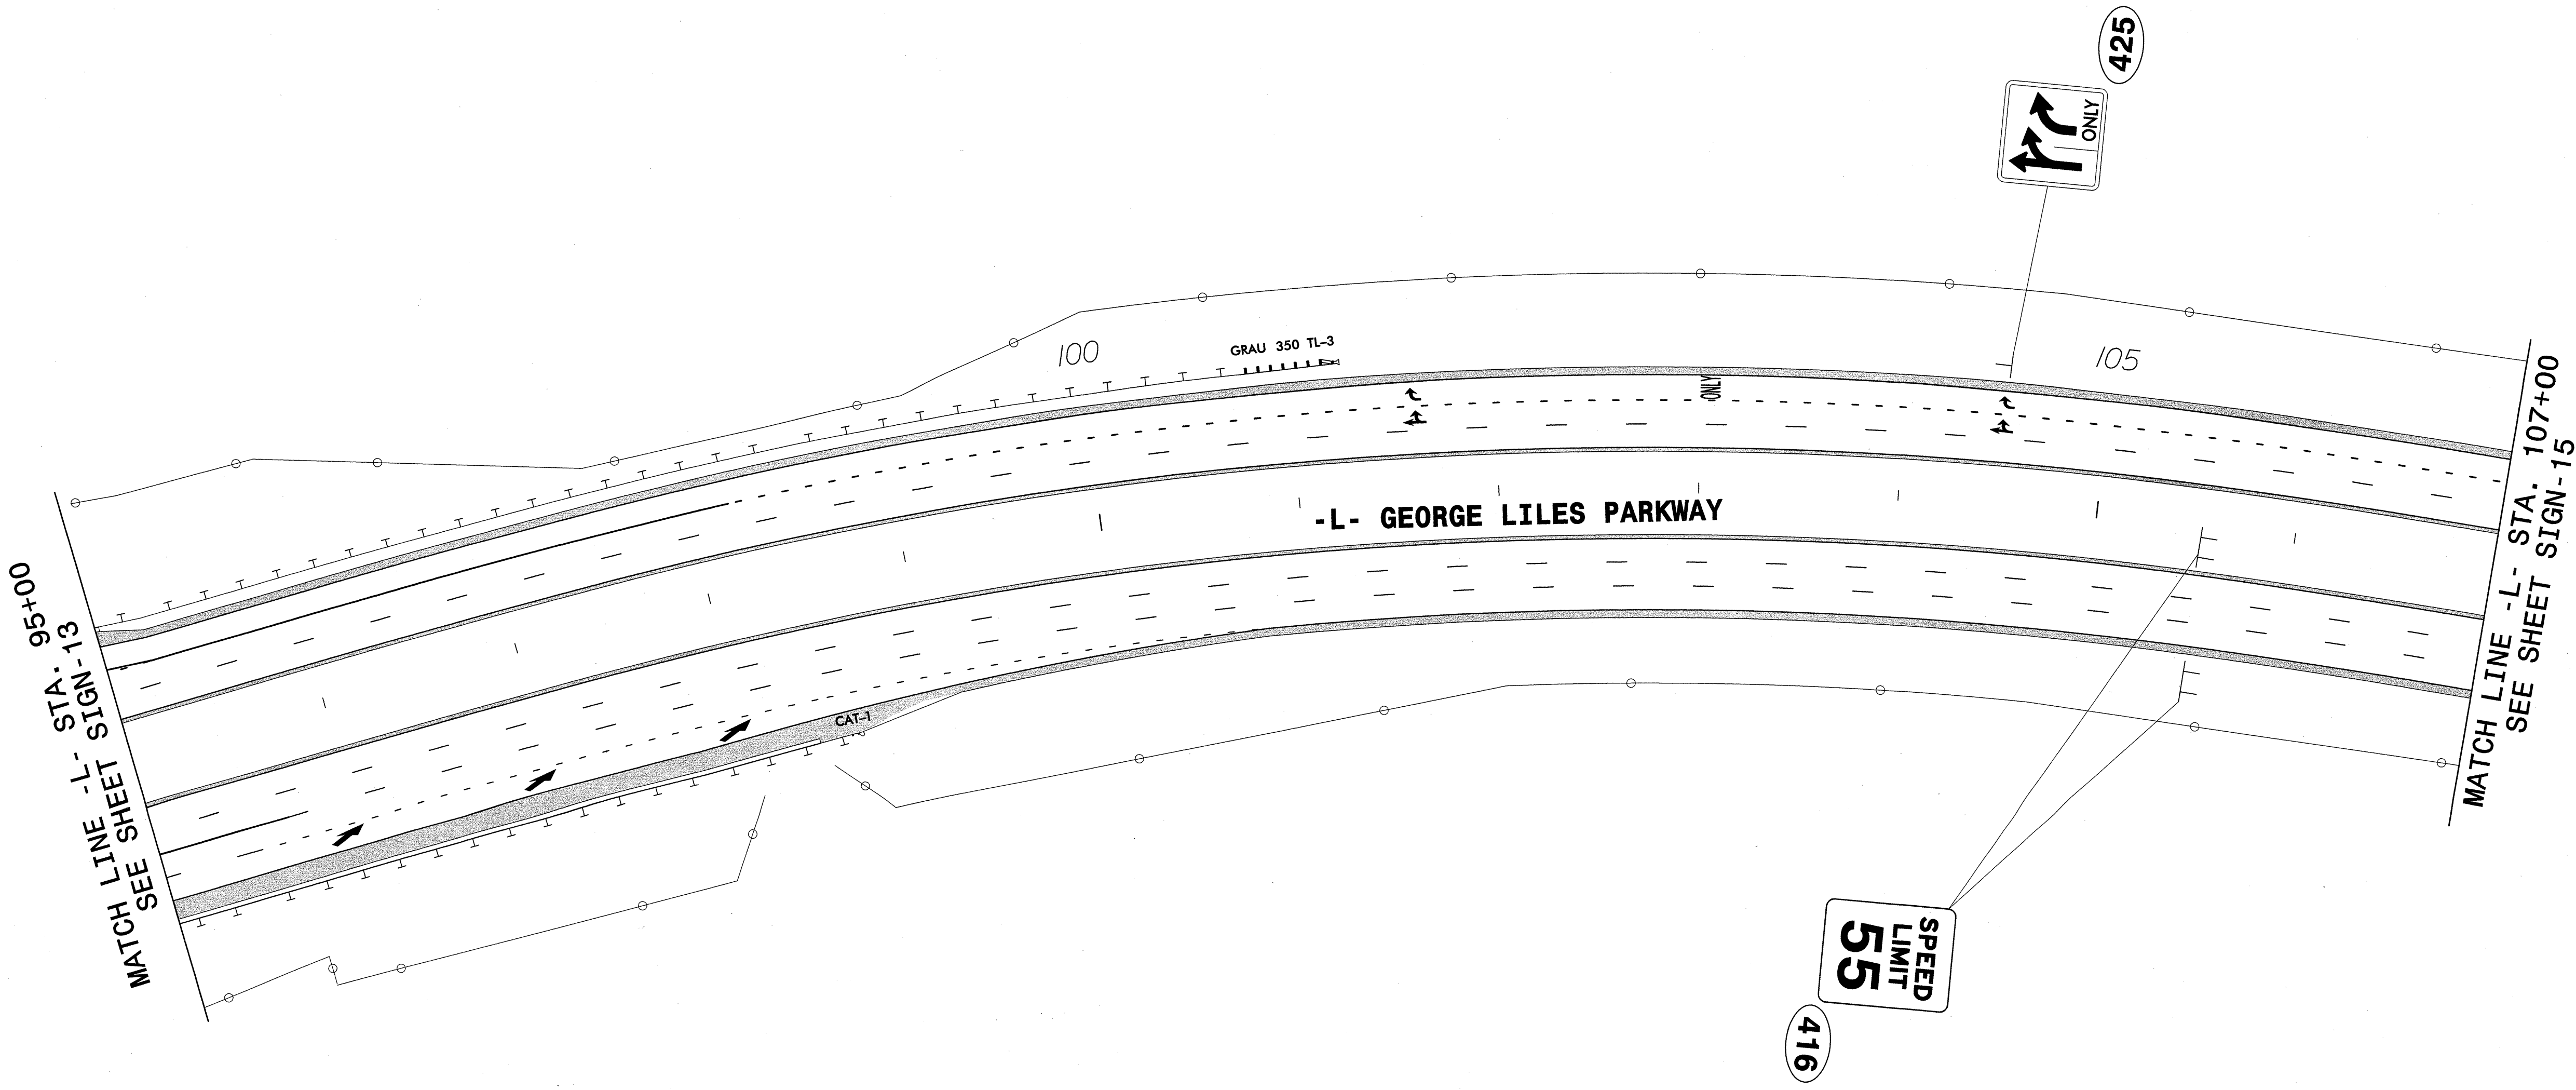 425
ONLY
100
GRAU 350 TL-3
105
ONLY
-L- GEORGE LILES PARKWAY
MATCH LINE -L- STA. 95+00
SEE SHEET SIGN-13
CAT-1
MATCH LINE -L- STA. 107+00
SEE SHEET SIGN-15
SPEED
LIMIT
55
416